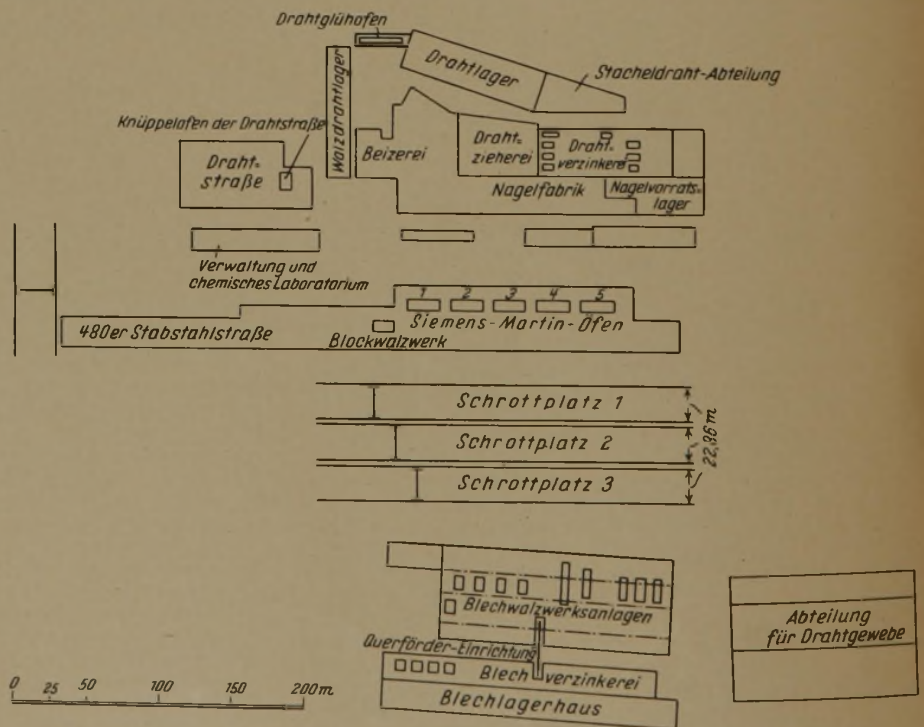 Drahtglühofen
Drahtlager
Stacheldraht-Abteilung
Walzdrahtlager
Knüppelofen der Drahtstraße
Draht-
straße
Beizerei
Draht-
zieherei
Draht-
verzinkerei
Nagelfabrik
Nagelvorrats-
lager
Verwaltung und
chemisches Laboratorium
1 2 3 4 5
Siemens-Martin-Ofen
480er Stabstahlstraße
Blockwalzwerk
Schrottplatz 1
Schrottplatz 2
Schrottplatz 3
22,86 m
Blechwalzwerksanlagen
Querförder-Einrichtung
Blechverzinkerei
Blechlagerhaus
Abteilung
für Drahtgewebe
0 25 50 100 150 200m